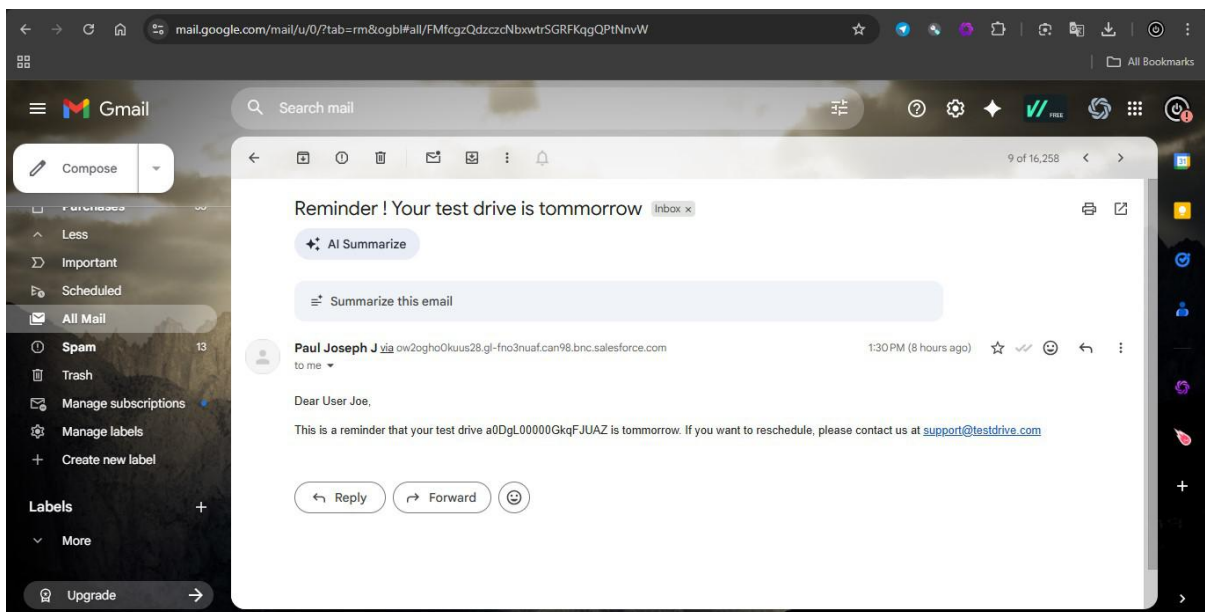 mail.google.com/mail/u/0/?tab=rm&ogbl#all/FMfcgzQdzczcNbxwtrSGRFKqgQPtNnvW
All Bookmarks
Gmail
Search mail
FREE
Compose
9 of 16,258
Purchases
Less
Important
Scheduled
All Mail
Spam 13
Trash
Manage subscriptions
Manage labels
Create new label
Labels
More
Upgrade
Reminder ! Your test drive is tommorrow Inbox x
AI Summarize
Summarize this email
Paul Joseph J via ow2ogho0kuus28.gl-fno3nuaf.can98.bnc.salesforce.com 1:30 PM (8 hours ago)
to me
Dear User Joe,
This is a reminder that your test drive a0DgL00000GkqFJUAZ is tommorrow. If you want to reschedule, please contact us at support@testdrive.com
Reply Forward
31